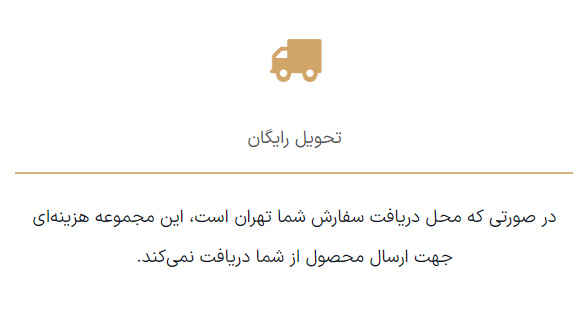 تحویل رایگان
در صورتی که محل دریافت سفارش شما تهران است، این مجموعه هزینه‌ای
جهت ارسال محصول از شما دریافت نمی‌کند.